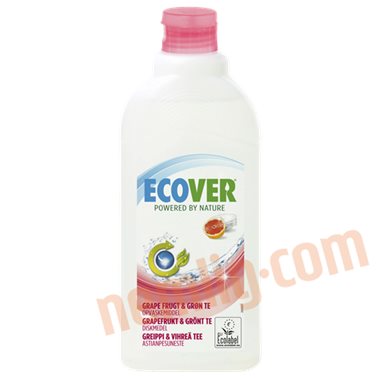 ECOVER
POWERED BY NATURE
GRAPE FRUGT & GRØN TE
OPVASKEMIDDEL
GRAPEFRUKT & GRÖNT TE
DISKMEDEL
GREIPPI & VIHREÄ TEE
ASTIANPESUNESTE
Ecolabel
.com